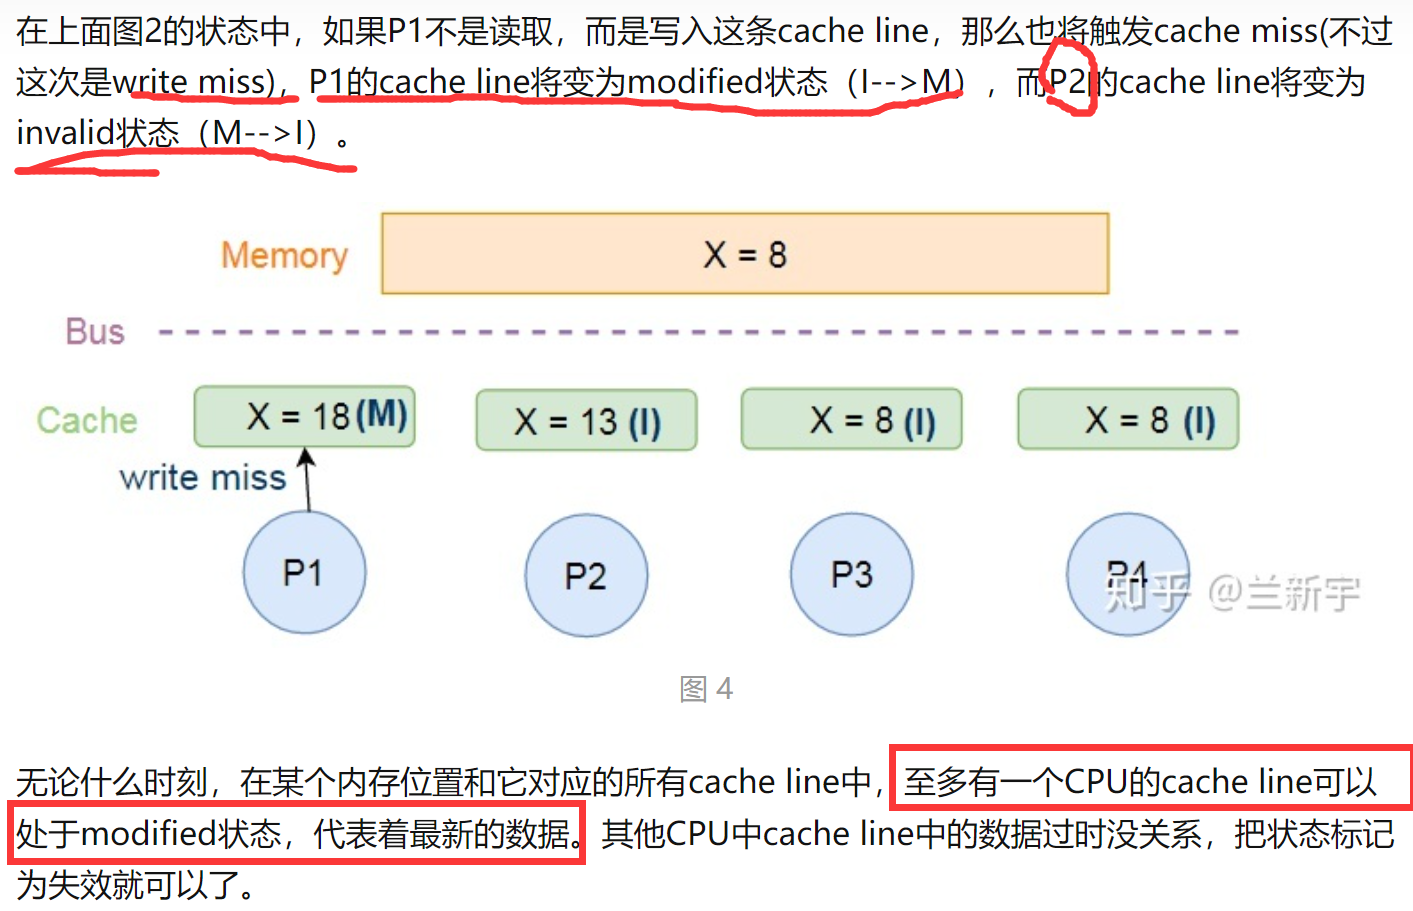 在上面图2的状态中，如果P1不是读取，而是写入这条cache line，那么也将触发cache miss(不过
这次是write miss)，P1的cache line将变为modified状态（I-->M），而P2的cache line将变为
invalid状态（M-->I）。
Memory X = 8
Bus
Cache X = 18 (M) X = 13 (I) X = 8 (I) X = 8 (I)
write miss
P1 P2 P3 P4
知乎 @兰新宇
图 4
无论什么时刻，在某个内存位置和它对应的所有cache line中，至多有一个CPU的cache line可以
处于modified状态，代表着最新的数据。其他CPU中cache line中的数据过时没关系，把状态标记
为失效就可以了。